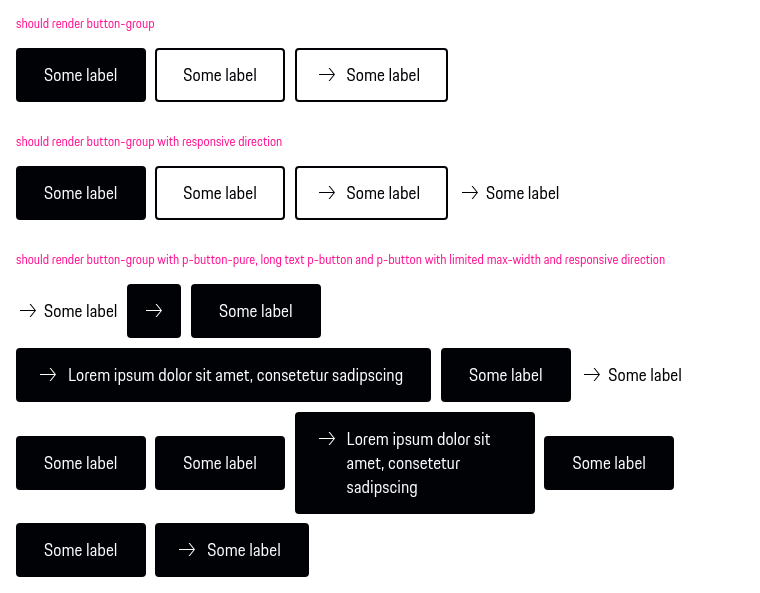 should render button-group
Some label Some label Some label
should render button-group with responsive direction
Some label Some label Some label Some label
should render button-group with p-button-pure, long text p-button and p-button with limited max-width and responsive direction
Some label Some label
Lorem ipsum dolor sit amet, consetetur sadipscing Some label Some label
Some label Some label Lorem ipsum dolor sit
amet, consetetur
sadipscing Some label
Some label Some label